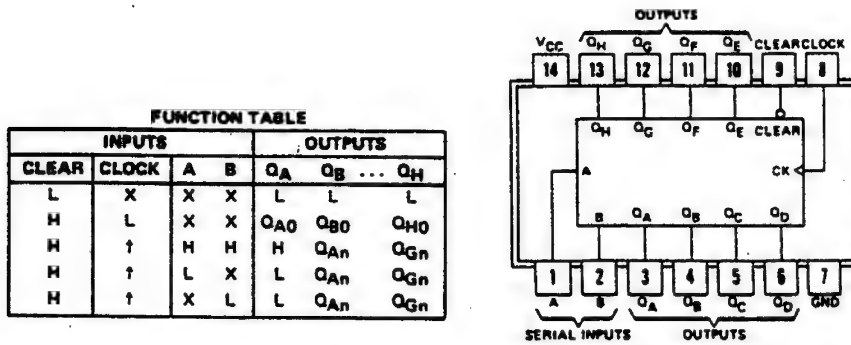 FUNCTION TABLE
INPUTS OUTPUTS
CLEAR CLOCK A B QA QB ... QH
L X X X L L L
H L X X QA0 QB0 QH0
H ↑ H H H QAn QGn
H ↑ L X L QAn QGn
H ↑ X L L QAn QGn
OUTPUTS
VCC QH QG QF QE CLEAR CLOCK
14 13 12 11 10 9 8
QH QG QF QE CLEAR
A CK
B QA QB QC QD
1 2 3 4 5 6 7
A B QA QB QC QD GND
SERIAL INPUTS OUTPUTS